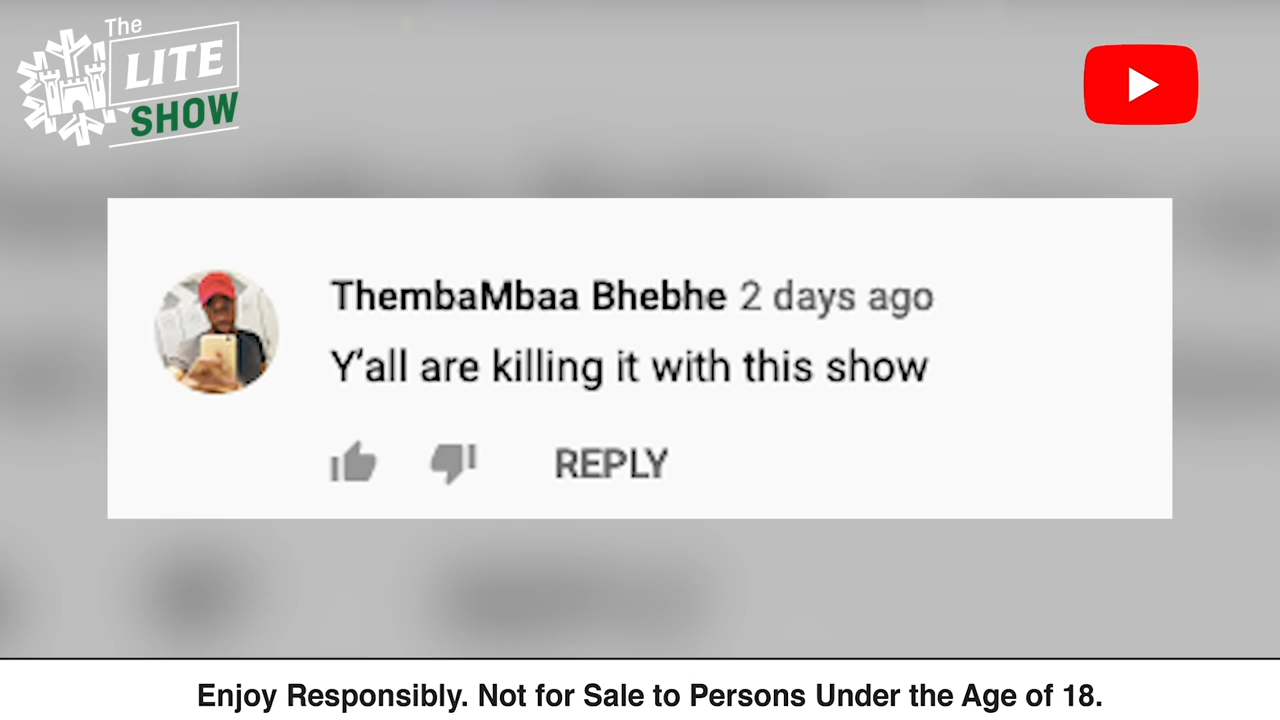 The
LITE
SHOW
ThembaMbaa Bhebhe 2 days ago
Y'all are killing it with this show
REPLY
Enjoy Responsibly. Not for Sale to Persons Under the Age of 18.